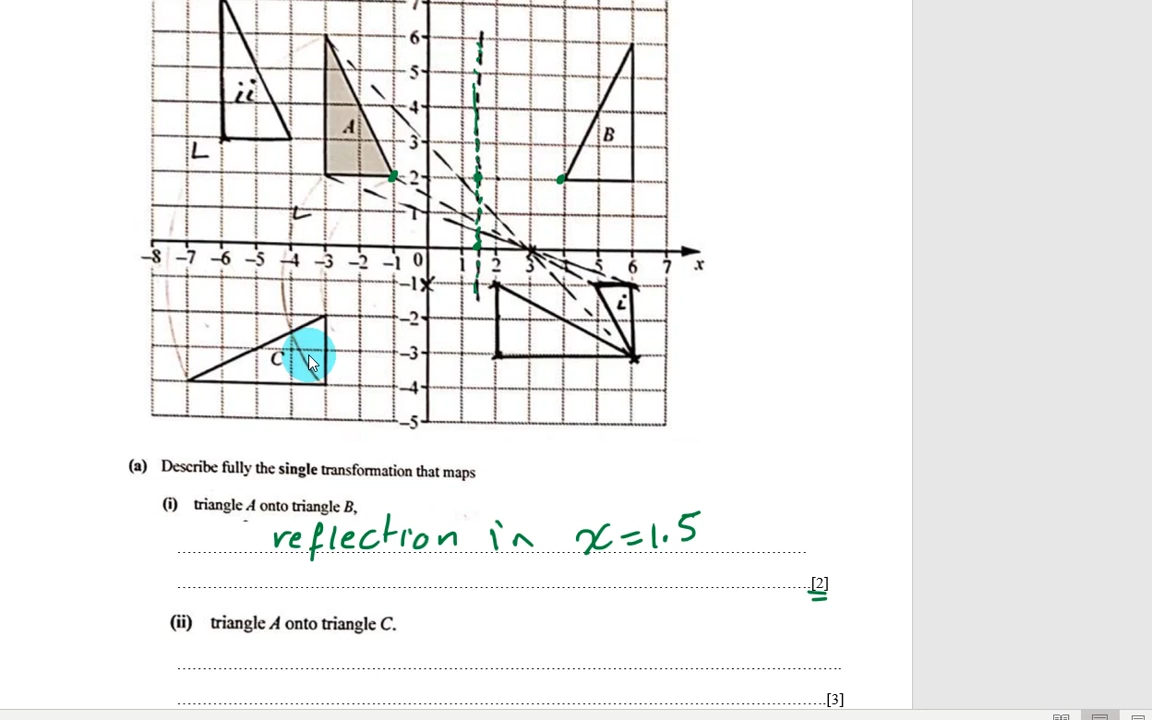 7
6
5
4
3
2
1
-8 -7 -6 -5 -4 -3 -2 -1 0 1 2 3 4 5 6 7 x
-1
-2
-3
-4
-5
ii
A
B
L
L
i
C
(a) Describe fully the single transformation that maps
(i) triangle A onto triangle B,
reflection in x=1.5
[2]
(ii) triangle A onto triangle C.
[3]